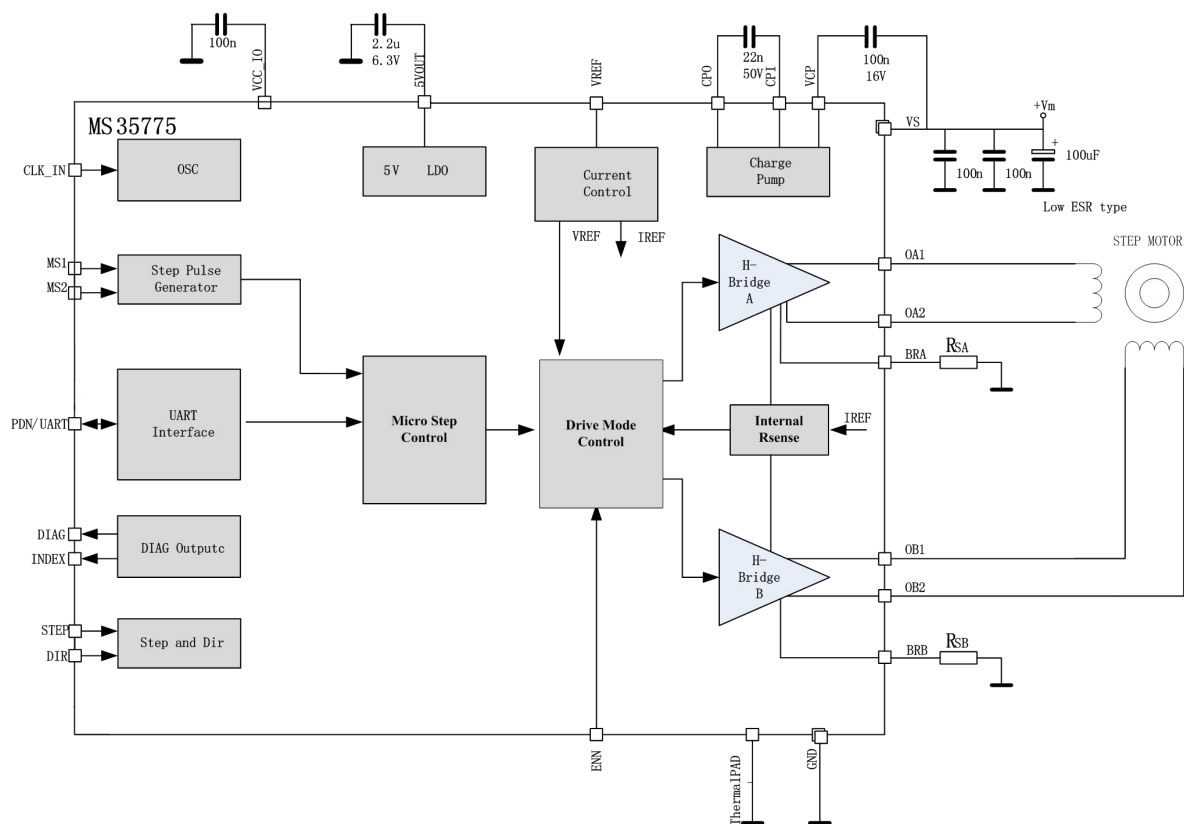 100n
VCC_IO
2.2u
6.3V
5VOUT
VREF
CPO
22n
50V
CPI
VCP
100n
16V
MS35775
VS
+Vm
+
100uF
100n
100n
Low ESR type
CLK_IN
OSC
5V LDO
Current
Control
Charge
Pump
VREF
IREF
MS1
MS2
Step Pulse
Generator
H-
Bridge
A
OA1
OA2
STEP MOTOR
BRA
RSA
PDN/UART
UART
Interface
Micro Step
Control
Drive Mode
Control
Internal
Rsense
IREF
DIAG
INDEX
DIAG Outputc
H-
Bridge
B
OB1
OB2
STEP
DIR
Step and Dir
BRB
RSB
ENN
ThermalPAD
GND